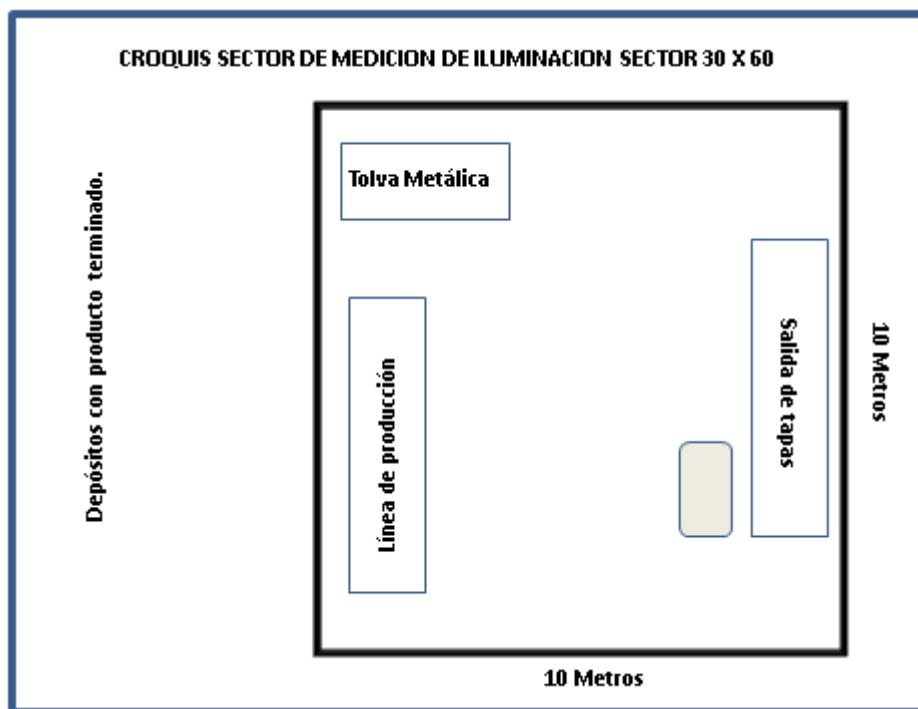 CROQUIS SECTOR DE MEDICION DE ILUMINACION SECTOR 30 X 60
Depósitos con producto terminado.
Tolva Metálica
Línea de producción
Salida de tapas
10 Metros
10 Metros